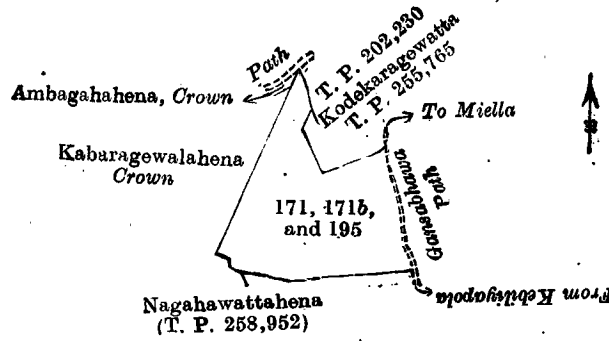 Path
T. P. 202,230
Kodekaragewatta
T. P. 255,765
Ambagahahena, Crown
To Miella
Kabaragewalahena
Crown
Gansabhawa
Path
171, 171b,
and 195
From Kebiliyapola
Nagahawattahena
(T. P. 258,952)